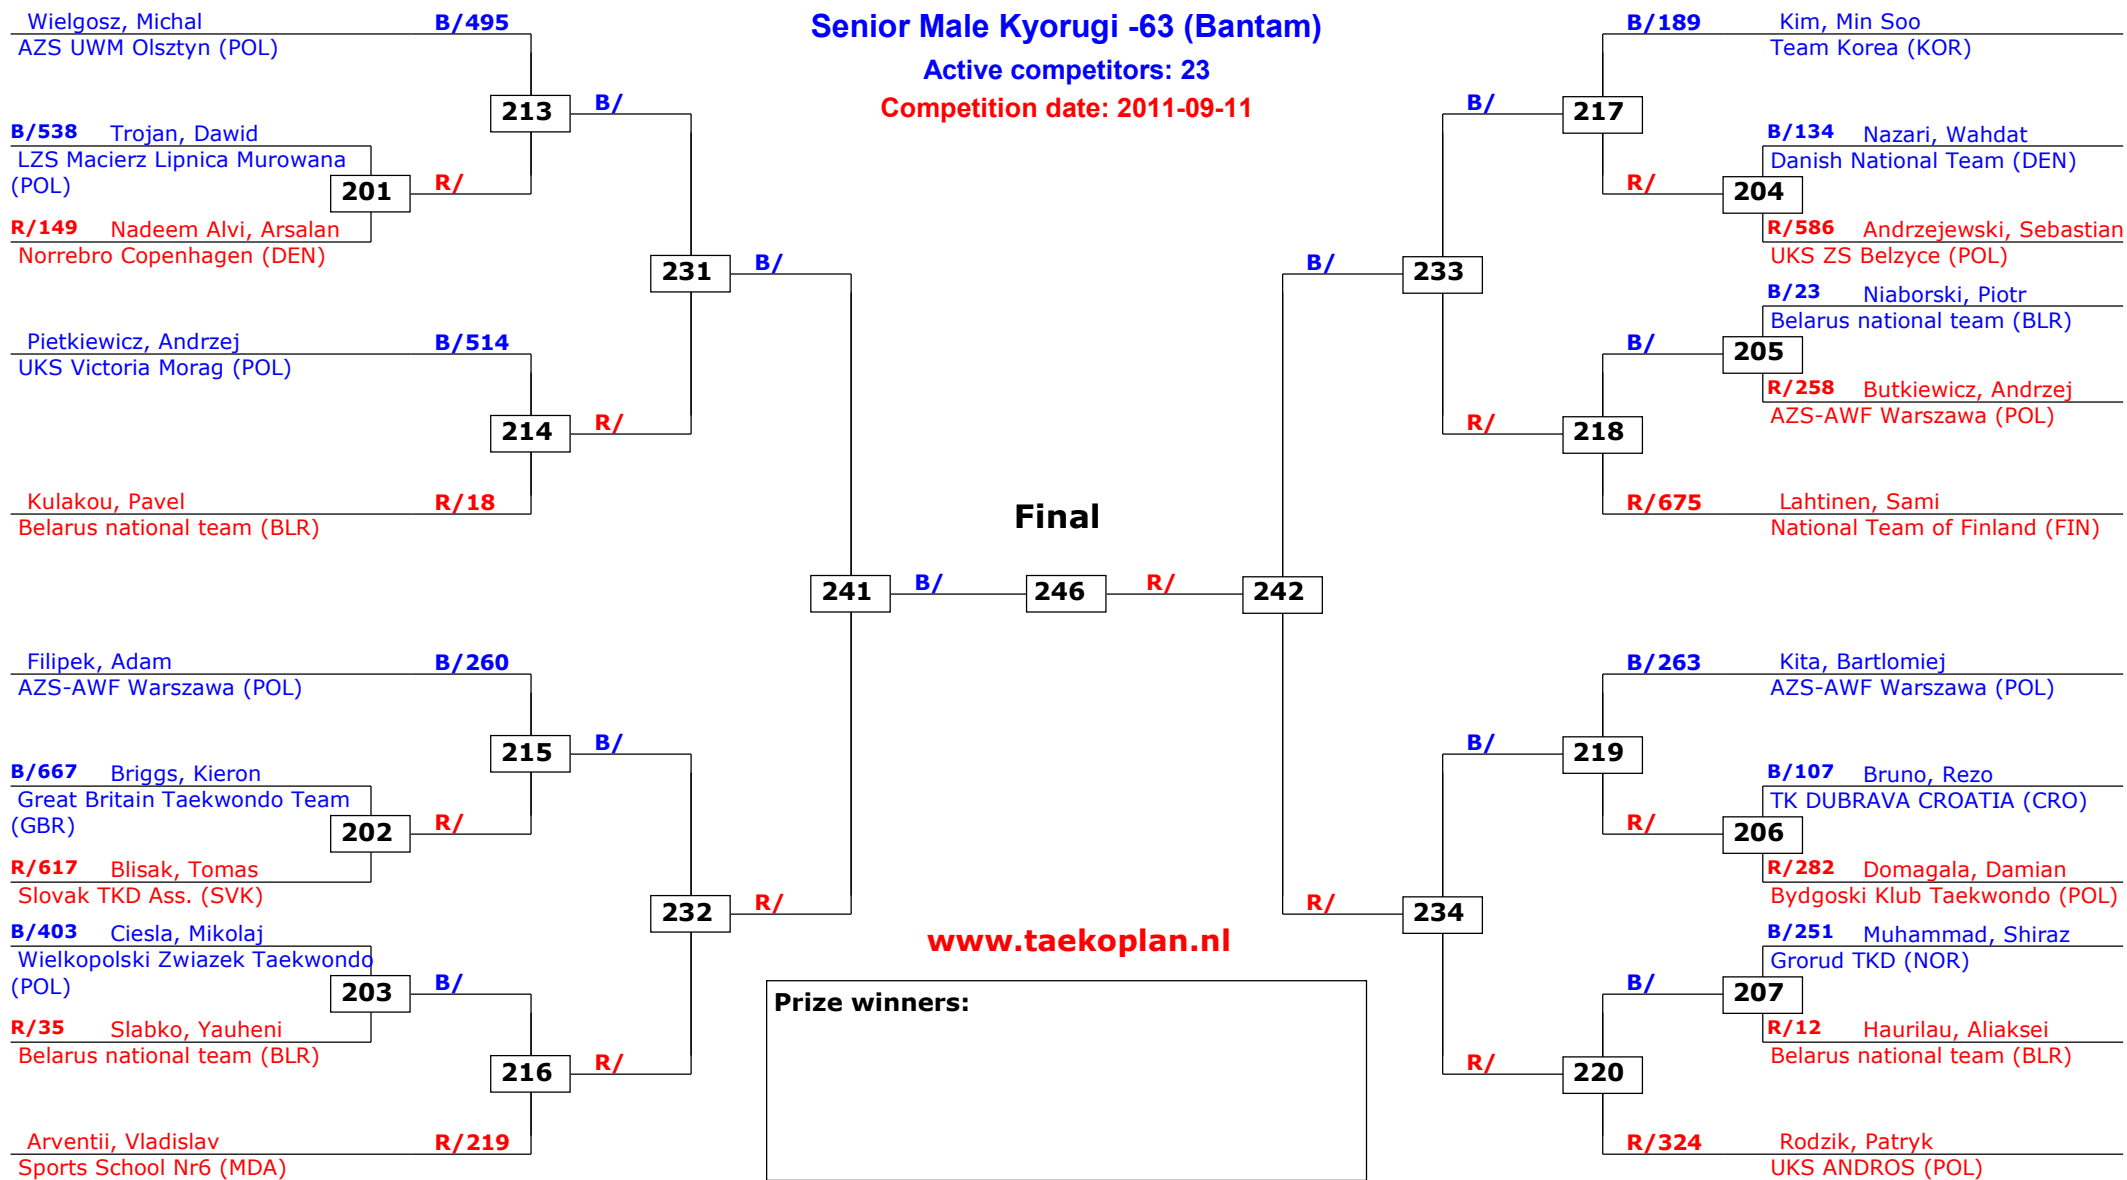 Senior Male Kyorugi -63 (Bantam)
Active competitors: 23
Competition date: 2011-09-11
Wielgosz, Michal B/495
AZS UWM Olsztyn (POL)
213 B/
B/538 Trojan, Dawid
LZS Macierz Lipnica Murowana
(POL)
201 R/
R/149 Nadeem Alvi, Arsalan
Norrebro Copenhagen (DEN)
231 B/
Pietkiewicz, Andrzej B/514
UKS Victoria Morag (POL)
214 R/
Kulakou, Pavel R/18
Belarus national team (BLR)
241 B/
Filipek, Adam B/260
AZS-AWF Warszawa (POL)
215 B/
B/667 Briggs, Kieron
Great Britain Taekwondo Team
(GBR)
202 R/
R/617 Blisak, Tomas
Slovak TKD Ass. (SVK)
232 R/
B/403 Ciesla, Mikolaj
Wielkopolski Zwiazek Taekwondo
(POL)
203 B/
R/35 Slabko, Yauheni
Belarus national team (BLR)
216 R/
Arventii, Vladislav R/219
Sports School Nr6 (MDA)
Final
246
www.taekoplan.nl
Prize winners:
B/189 Kim, Min Soo
Team Korea (KOR)
B/ 217
B/134 Nazari, Wahdat
Danish National Team (DEN)
R/ 204
R/586 Andrzejewski, Sebastian
UKS ZS Belzyce (POL)
B/ 233
B/23 Niaborski, Piotr
Belarus national team (BLR)
B/ 205
R/258 Butkiewicz, Andrzej
AZS-AWF Warszawa (POL)
R/ 218
R/675 Lahtinen, Sami
National Team of Finland (FIN)
R/ 242
B/263 Kita, Bartlomiej
AZS-AWF Warszawa (POL)
B/ 219
B/107 Bruno, Rezo
TK DUBRAVA CROATIA (CRO)
R/ 206
R/282 Domagala, Damian
Bydgoski Klub Taekwondo (POL)
R/ 234
B/251 Muhammad, Shiraz
Grorud TKD (NOR)
B/ 207
R/12 Haurilau, Aliaksei
Belarus national team (BLR)
R/ 220
R/324 Rodzik, Patryk
UKS ANDROS (POL)